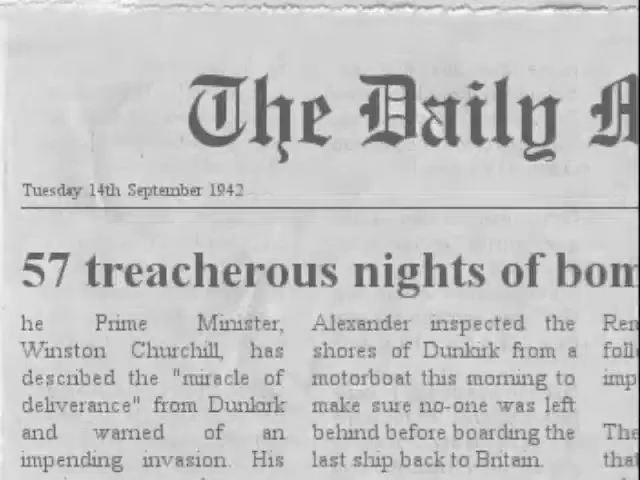 The Daily
Tuesday 14th September 1942
57 treacherous nights of
he Prime Minister,
Winston Churchill, has
described the "miracle of
deliverance" from Dunkirk
and warned of an
impending invasion. His
Alexander inspected the
shores of Dunkirk from a
motorboat this morning to
make sure no-one was left
behind before boarding the
last ship back to Britain.
The